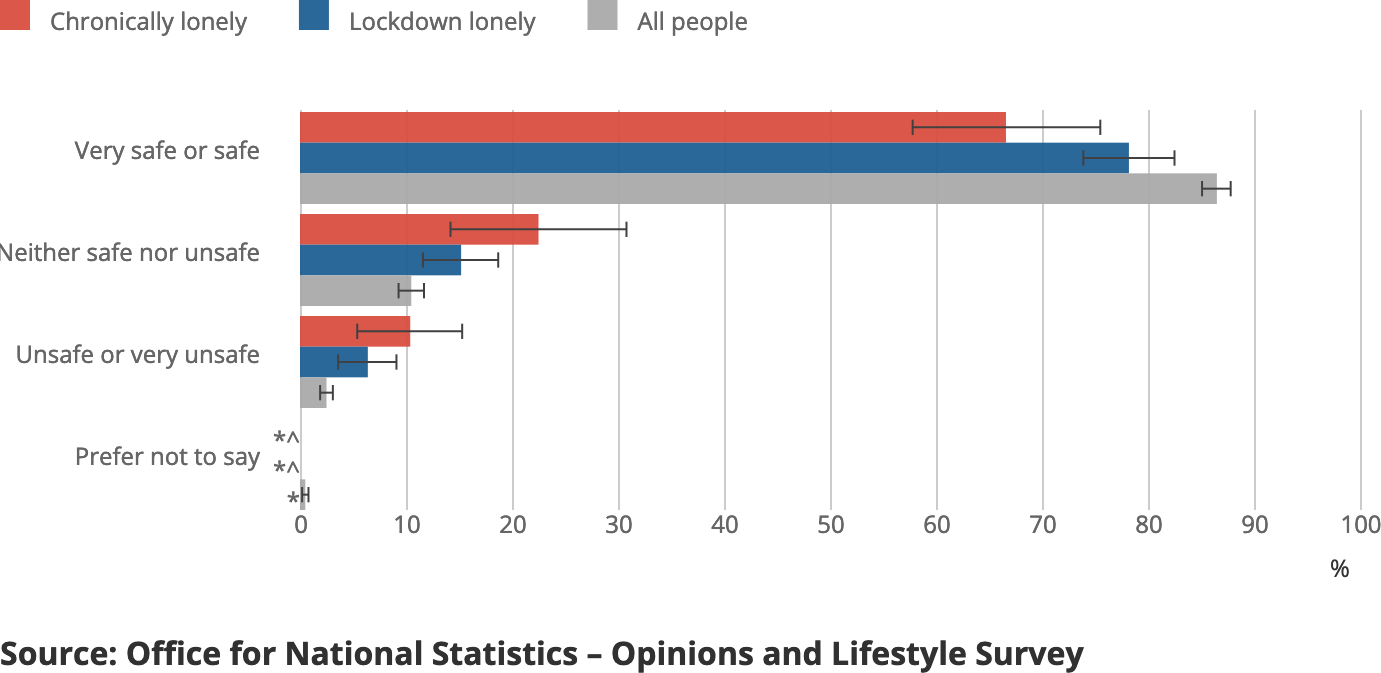 Chronically lonely Lockdown lonely All people
Very safe or safe
Neither safe nor unsafe
Unsafe or very unsafe
*^
Prefer not to say
*^
*
0 10 20 30 40 50 60 70 80 90 100
%
Source: Office for National Statistics – Opinions and Lifestyle Survey